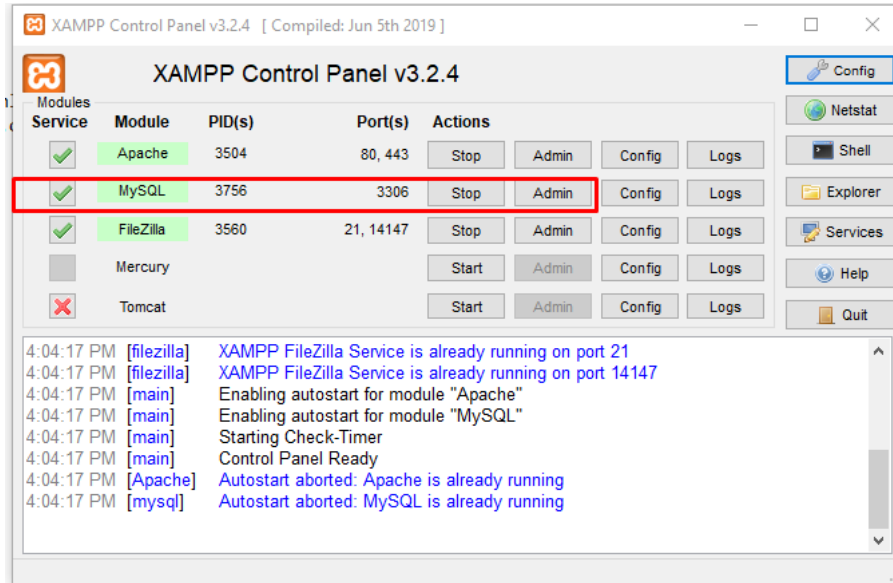 XAMPP Control Panel v3.2.4 [ Compiled: Jun 5th 2019 ]
XAMPP Control Panel v3.2.4
Config
Modules
Service Module PID(s) Port(s) Actions
Netstat
Apache 3504 80, 443 Stop Admin Config Logs
Shell
MySQL 3756 3306 Stop Admin Config Logs
Explorer
FileZilla 3560 21, 14147 Stop Admin Config Logs
Services
Mercury Start Admin Config Logs
Help
Tomcat Start Admin Config Logs
Quit
4:04:17 PM [filezilla] XAMPP FileZilla Service is already running on port 21
4:04:17 PM [filezilla] XAMPP FileZilla Service is already running on port 14147
4:04:17 PM [main] Enabling autostart for module "Apache"
4:04:17 PM [main] Enabling autostart for module "MySQL"
4:04:17 PM [main] Starting Check-Timer
4:04:17 PM [main] Control Panel Ready
4:04:17 PM [Apache] Autostart aborted: Apache is already running
4:04:17 PM [mysql] Autostart aborted: MySQL is already running